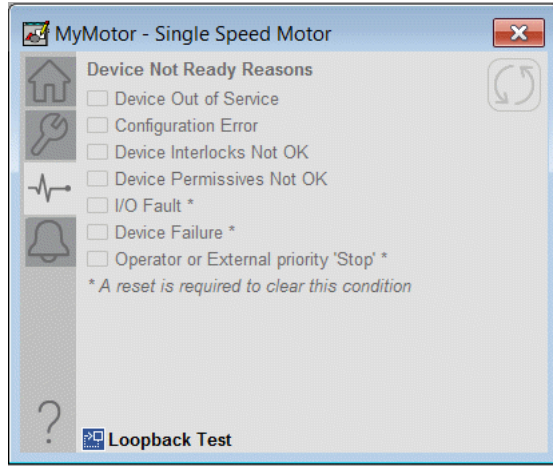 MyMotor - Single Speed Motor
Device Not Ready Reasons
Device Out of Service
Configuration Error
Device Interlocks Not OK
Device Permissives Not OK
I/O Fault *
Device Failure *
Operator or External priority 'Stop' *
* A reset is required to clear this condition
?
Loopback Test